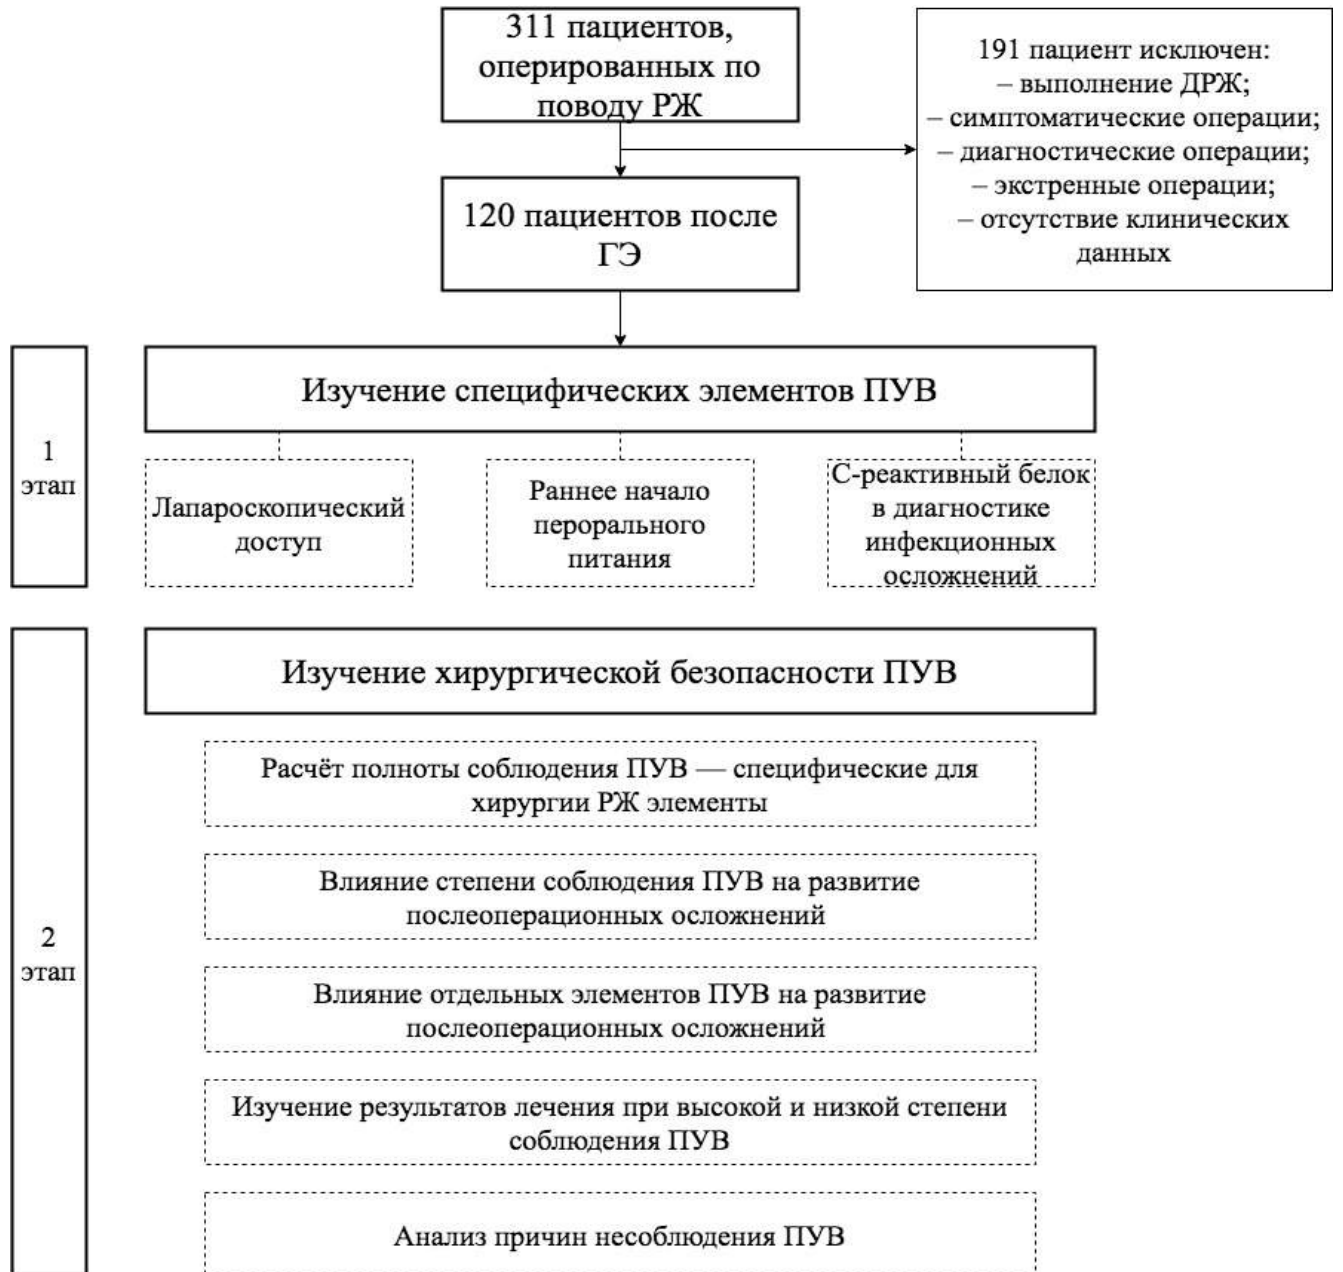 311 пациентов,
оперированных по
поводу РЖ
191 пациент исключен:
– выполнение ДРЖ;
– симптоматические операции;
– диагностические операции;
– экстренные операции;
– отсутствие клинических
данных
120 пациентов после
ГЭ
1
этап
Изучение специфических элементов ПУВ
Лапароскопический
доступ
Раннее начало
перорального
питания
С-реактивный белок
в диагностике
инфекционных
осложнений
2
этап
Изучение хирургической безопасности ПУВ
Расчёт полноты соблюдения ПУВ — специфические для
хирургии РЖ элементы
Влияние степени соблюдения ПУВ на развитие
послеоперационных осложнений
Влияние отдельных элементов ПУВ на развитие
послеоперационных осложнений
Изучение результатов лечения при высокой и низкой степени
соблюдения ПУВ
Анализ причин несоблюдения ПУВ